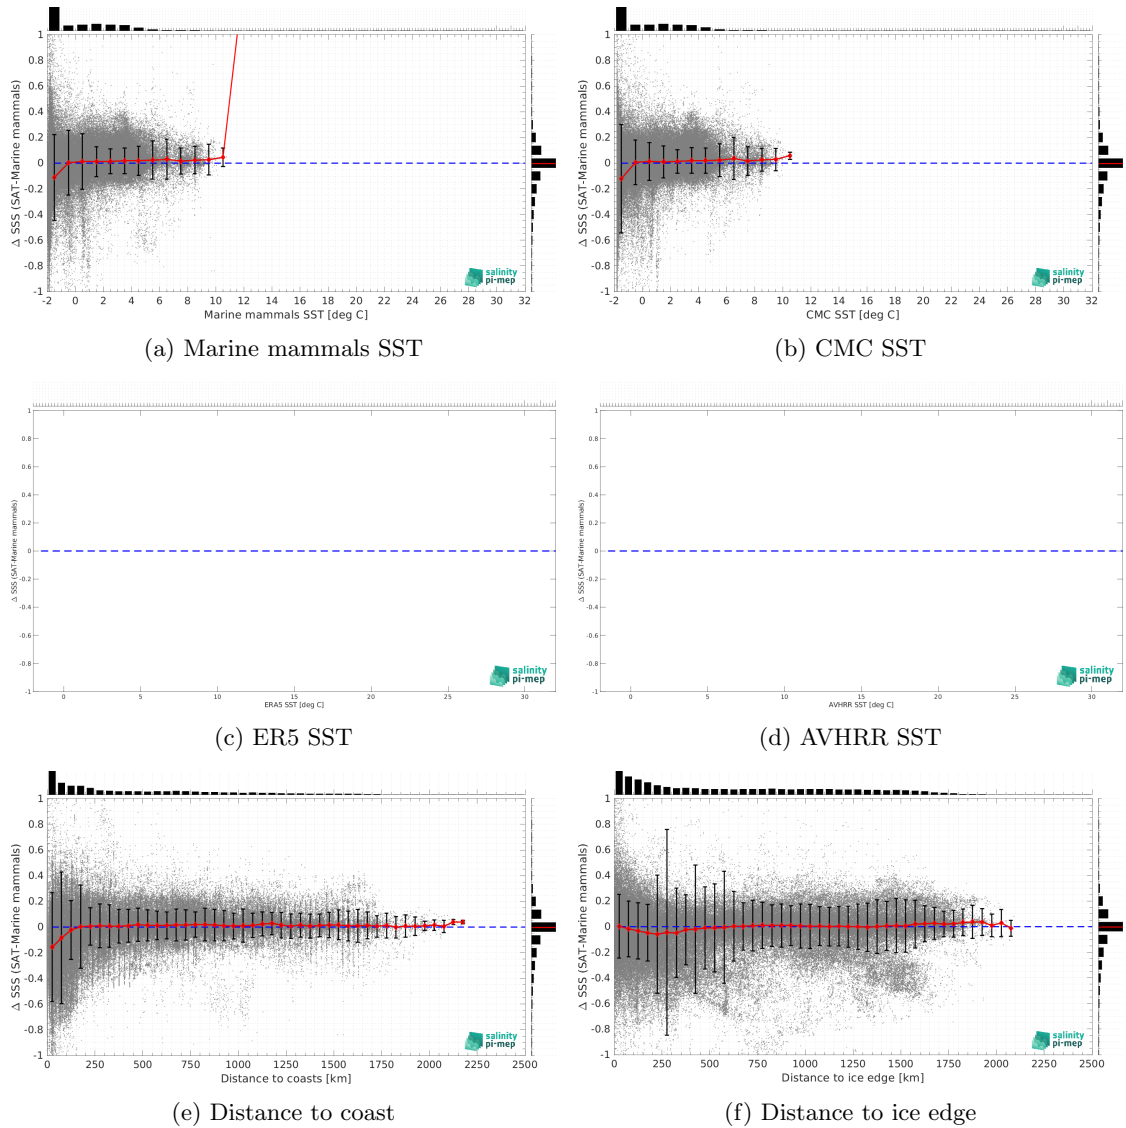 1
0.8
0.6
0.4
0.2
0
-0.2
-0.4
-0.6
-0.8
-1
Δ SSS (SAT-Marine mammals)
-2 0 2 4 6 8 10 12 14 16 18 20 22 24 26 28 30 32
Marine mammals SST [deg C]
salinity
pi-mep
(a) Marine mammals SST
1
0.8
0.6
0.4
0.2
0
-0.2
-0.4
-0.6
-0.8
-1
Δ SSS (SAT-Marine mammals)
-2 0 2 4 6 8 10 12 14 16 18 20 22 24 26 28 30 32
CMC SST [deg C]
salinity
pi-mep
(b) CMC SST
1
0.8
0.6
0.4
0.2
0
-0.2
-0.4
-0.6
-0.8
-1
Δ SSS (SAT-Marine mammals)
0 5 10 15 20 25 30
ERA5 SST [deg C]
salinity
pi-mep
(c) ER5 SST
1
0.8
0.6
0.4
0.2
0
-0.2
-0.4
-0.6
-0.8
-1
Δ SSS (SAT-Marine mammals)
0 5 10 15 20 25 30
AVHRR SST [deg C]
salinity
pi-mep
(d) AVHRR SST
1
0.8
0.6
0.4
0.2
0
-0.2
-0.4
-0.6
-0.8
-1
Δ SSS (SAT-Marine mammals)
0 250 500 750 1000 1250 1500 1750 2000 2250 2500
Distance to coasts [km]
salinity
pi-mep
(e) Distance to coast
1
0.8
0.6
0.4
0.2
0
-0.2
-0.4
-0.6
-0.8
-1
Δ SSS (SAT-Marine mammals)
0 250 500 750 1000 1250 1500 1750 2000 2250 2500
Distance to ice edge [km]
salinity
pi-mep
(f) Distance to ice edge